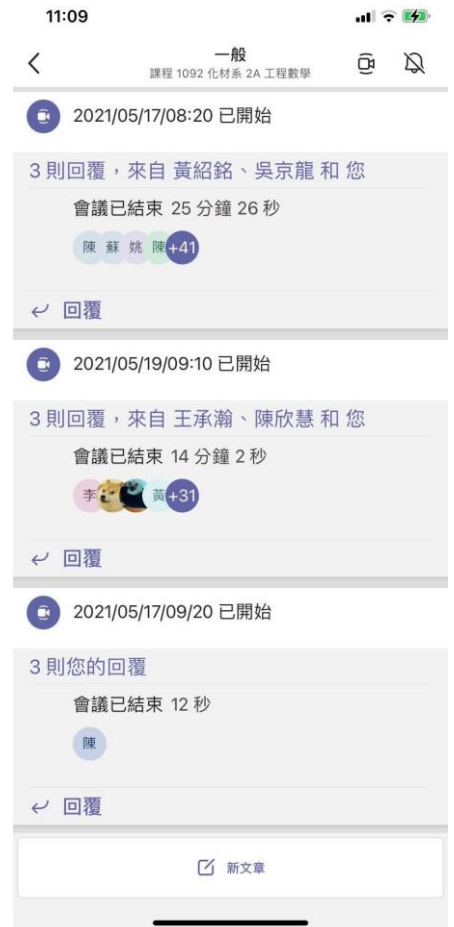 11:09
一般
課程 1092 化材系 2A 工程數學
2021/05/17/08:20 已開始
3 則回覆，來自 黃紹銘、吳京龍 和 您
會議已結束 25 分鐘 26 秒
陳 蘇 姚 陳 +41
回覆
2021/05/19/09:10 已開始
3 則回覆，來自 王承瀚、陳欣慧 和 您
會議已結束 14 分鐘 2 秒
李 黃 +31
回覆
2021/05/17/09/20 已開始
3 則您的回覆
會議已結束 12 秒
陳
回覆
新文章